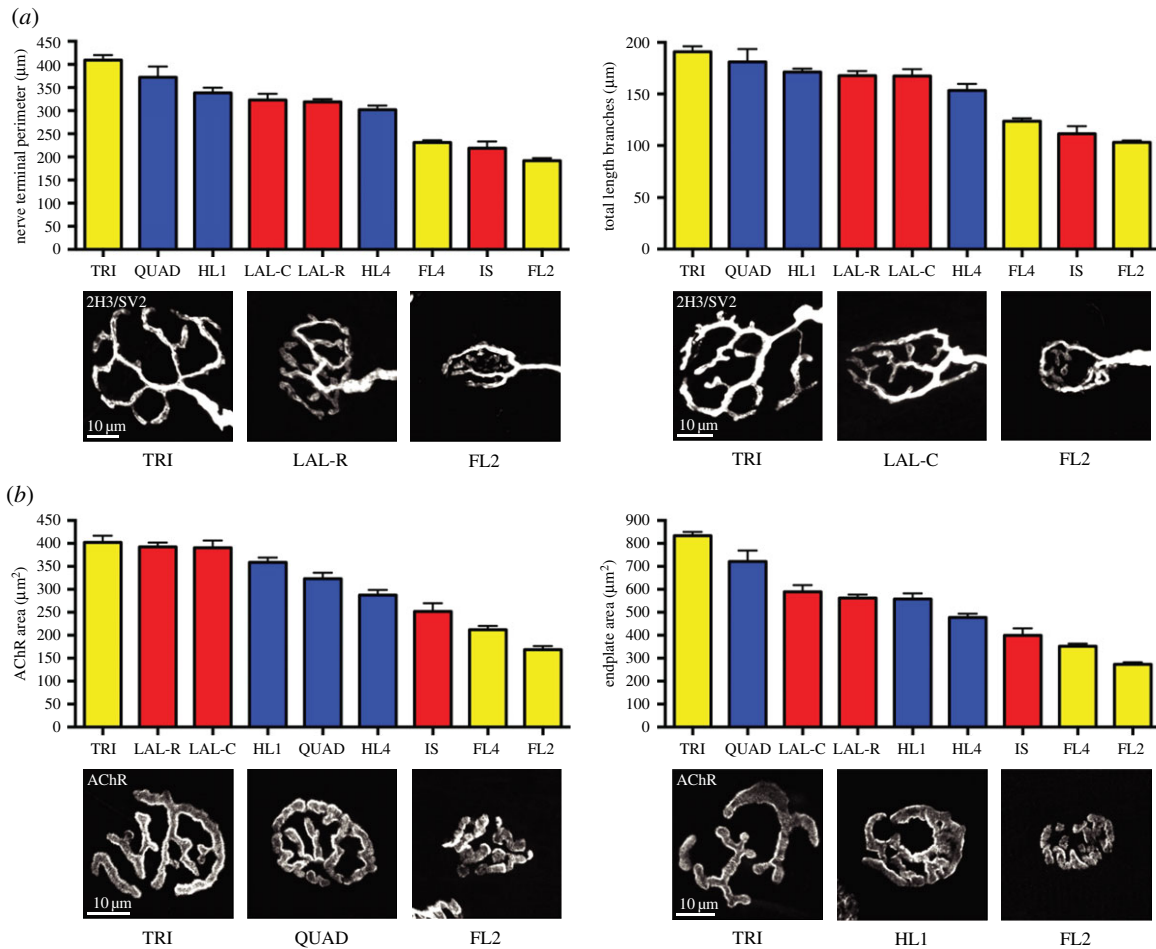 (a)
nerve terminal perimeter (µm)
450
400
350
300
250
200
150
100
50
0
TRI QUAD HL1 LAL-C LAL-R HL4 FL4 IS FL2
total length branches (µm)
200
150
100
50
0
TRI QUAD HL1 LAL-R LAL-C HL4 FL4 IS FL2
2H3/SV2
10 µm
TRI LAL-R FL2
2H3/SV2
10 µm
TRI LAL-C FL2
(b)
AChR area (µm²)
450
400
350
300
250
200
150
100
50
0
TRI LAL-R LAL-C HL1 QUAD HL4 IS FL4 FL2
endplate area (µm²)
900
800
700
600
500
400
300
200
100
0
TRI QUAD LAL-C LAL-R HL1 HL4 IS FL4 FL2
AChR
10 µm
TRI QUAD FL2
AChR
10 µm
TRI HL1 FL2